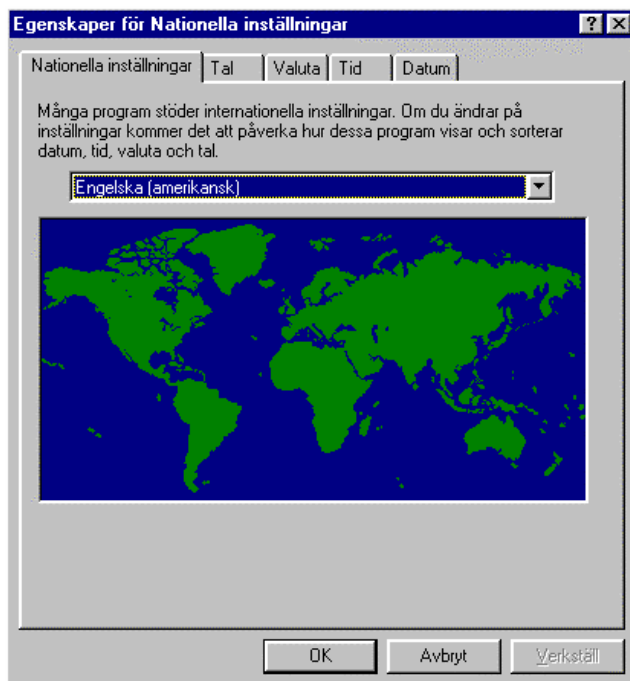 Egenskaper för Nationella inställningar
Nationella inställningar Tal Valuta Tid Datum
Många program stöder internationella inställningar. Om du ändrar på
inställningar kommer det att påverka hur dessa program visar och sorterar
datum, tid, valuta och tal.
Engelska (amerikansk)
OK Avbryt Verkställ